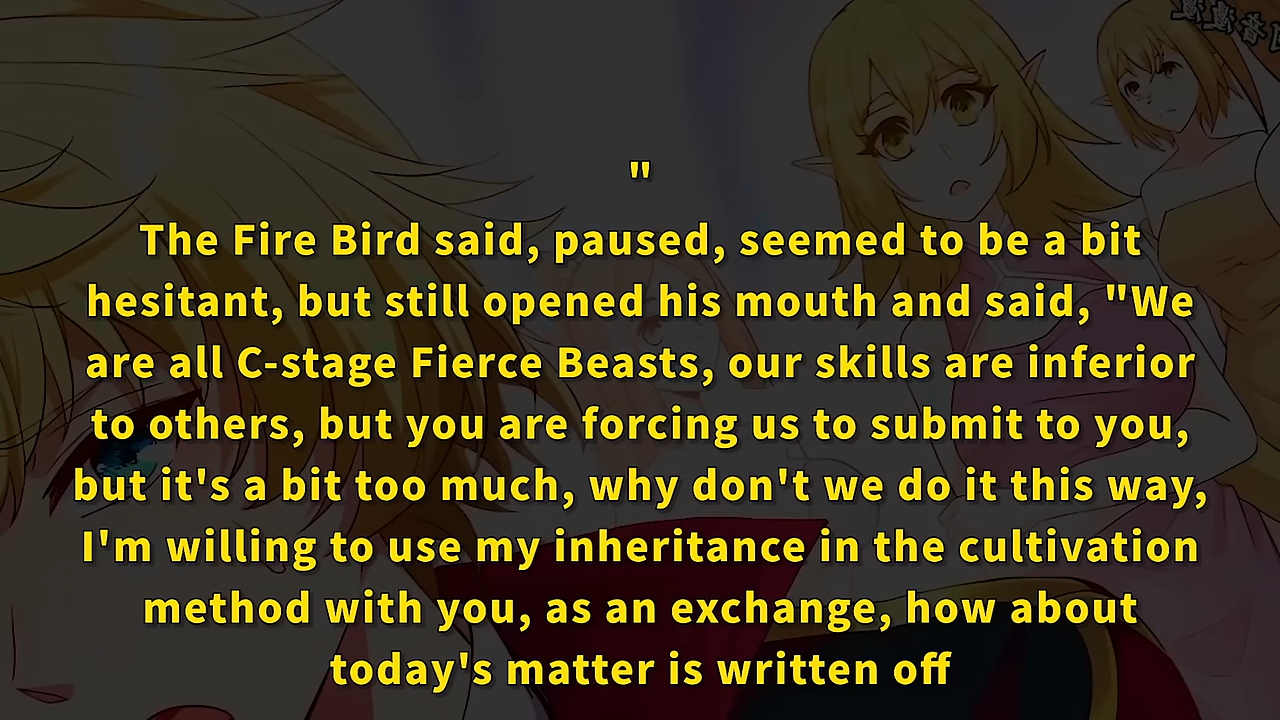 "
The Fire Bird said, paused, seemed to be a bit
hesitant, but still opened his mouth and said, "We
are all C-stage Fierce Beasts, our skills are inferior
to others, but you are forcing us to submit to you,
but it's a bit too much, why don't we do it this way,
I'm willing to use my inheritance in the cultivation
method with you, as an exchange, how about
today's matter is written off